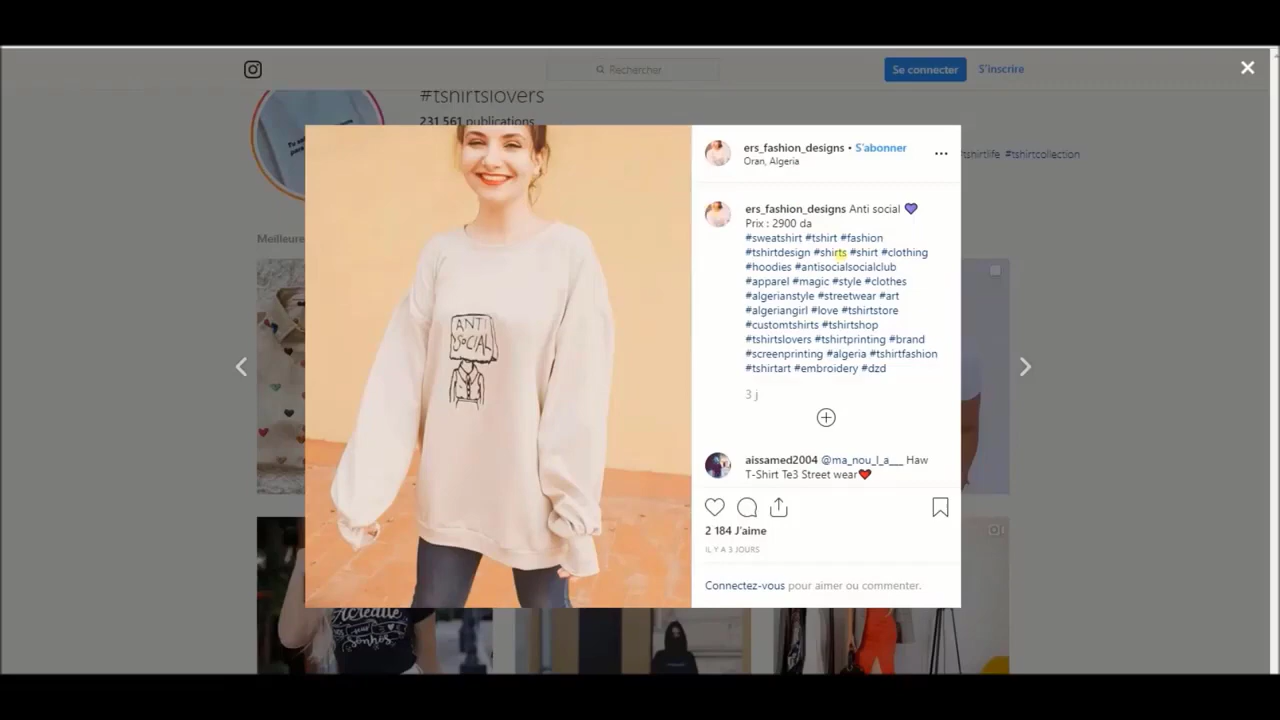 Rechercher
Se connecter
S'inscrire
#tshirtslovers
231 561 publications
#tshirtlife #tshirtcollection
Meilleure
ANTI
SOCIAL
ers_fashion_designs • S'abonner
Oran, Algeria
ers_fashion_designs Anti social 💜
Prix : 2900 da
#sweatshirt #tshirt #fashion
#tshirtdesign #shirts #shirt #clothing
#hoodies #antisocialsocialclub
#apparel #magic #style #clothes
#algerianstyle #streetwear #art
#algeriangirl #love #tshirtstore
#customtshirts #tshirtshop
#tshirtslovers #tshirtprinting #brand
#screenprinting #algeria #tshirtfashion
#tshirtart #embroidery #dzd
3 j
aissamed2004 @ma_nou_l_a___ Haw
T-Shirt Te3 Street wear❤
2 184 J'aime
IL Y A 3 JOURS
Connectez-vous pour aimer ou commenter.
Acredite
sonhos